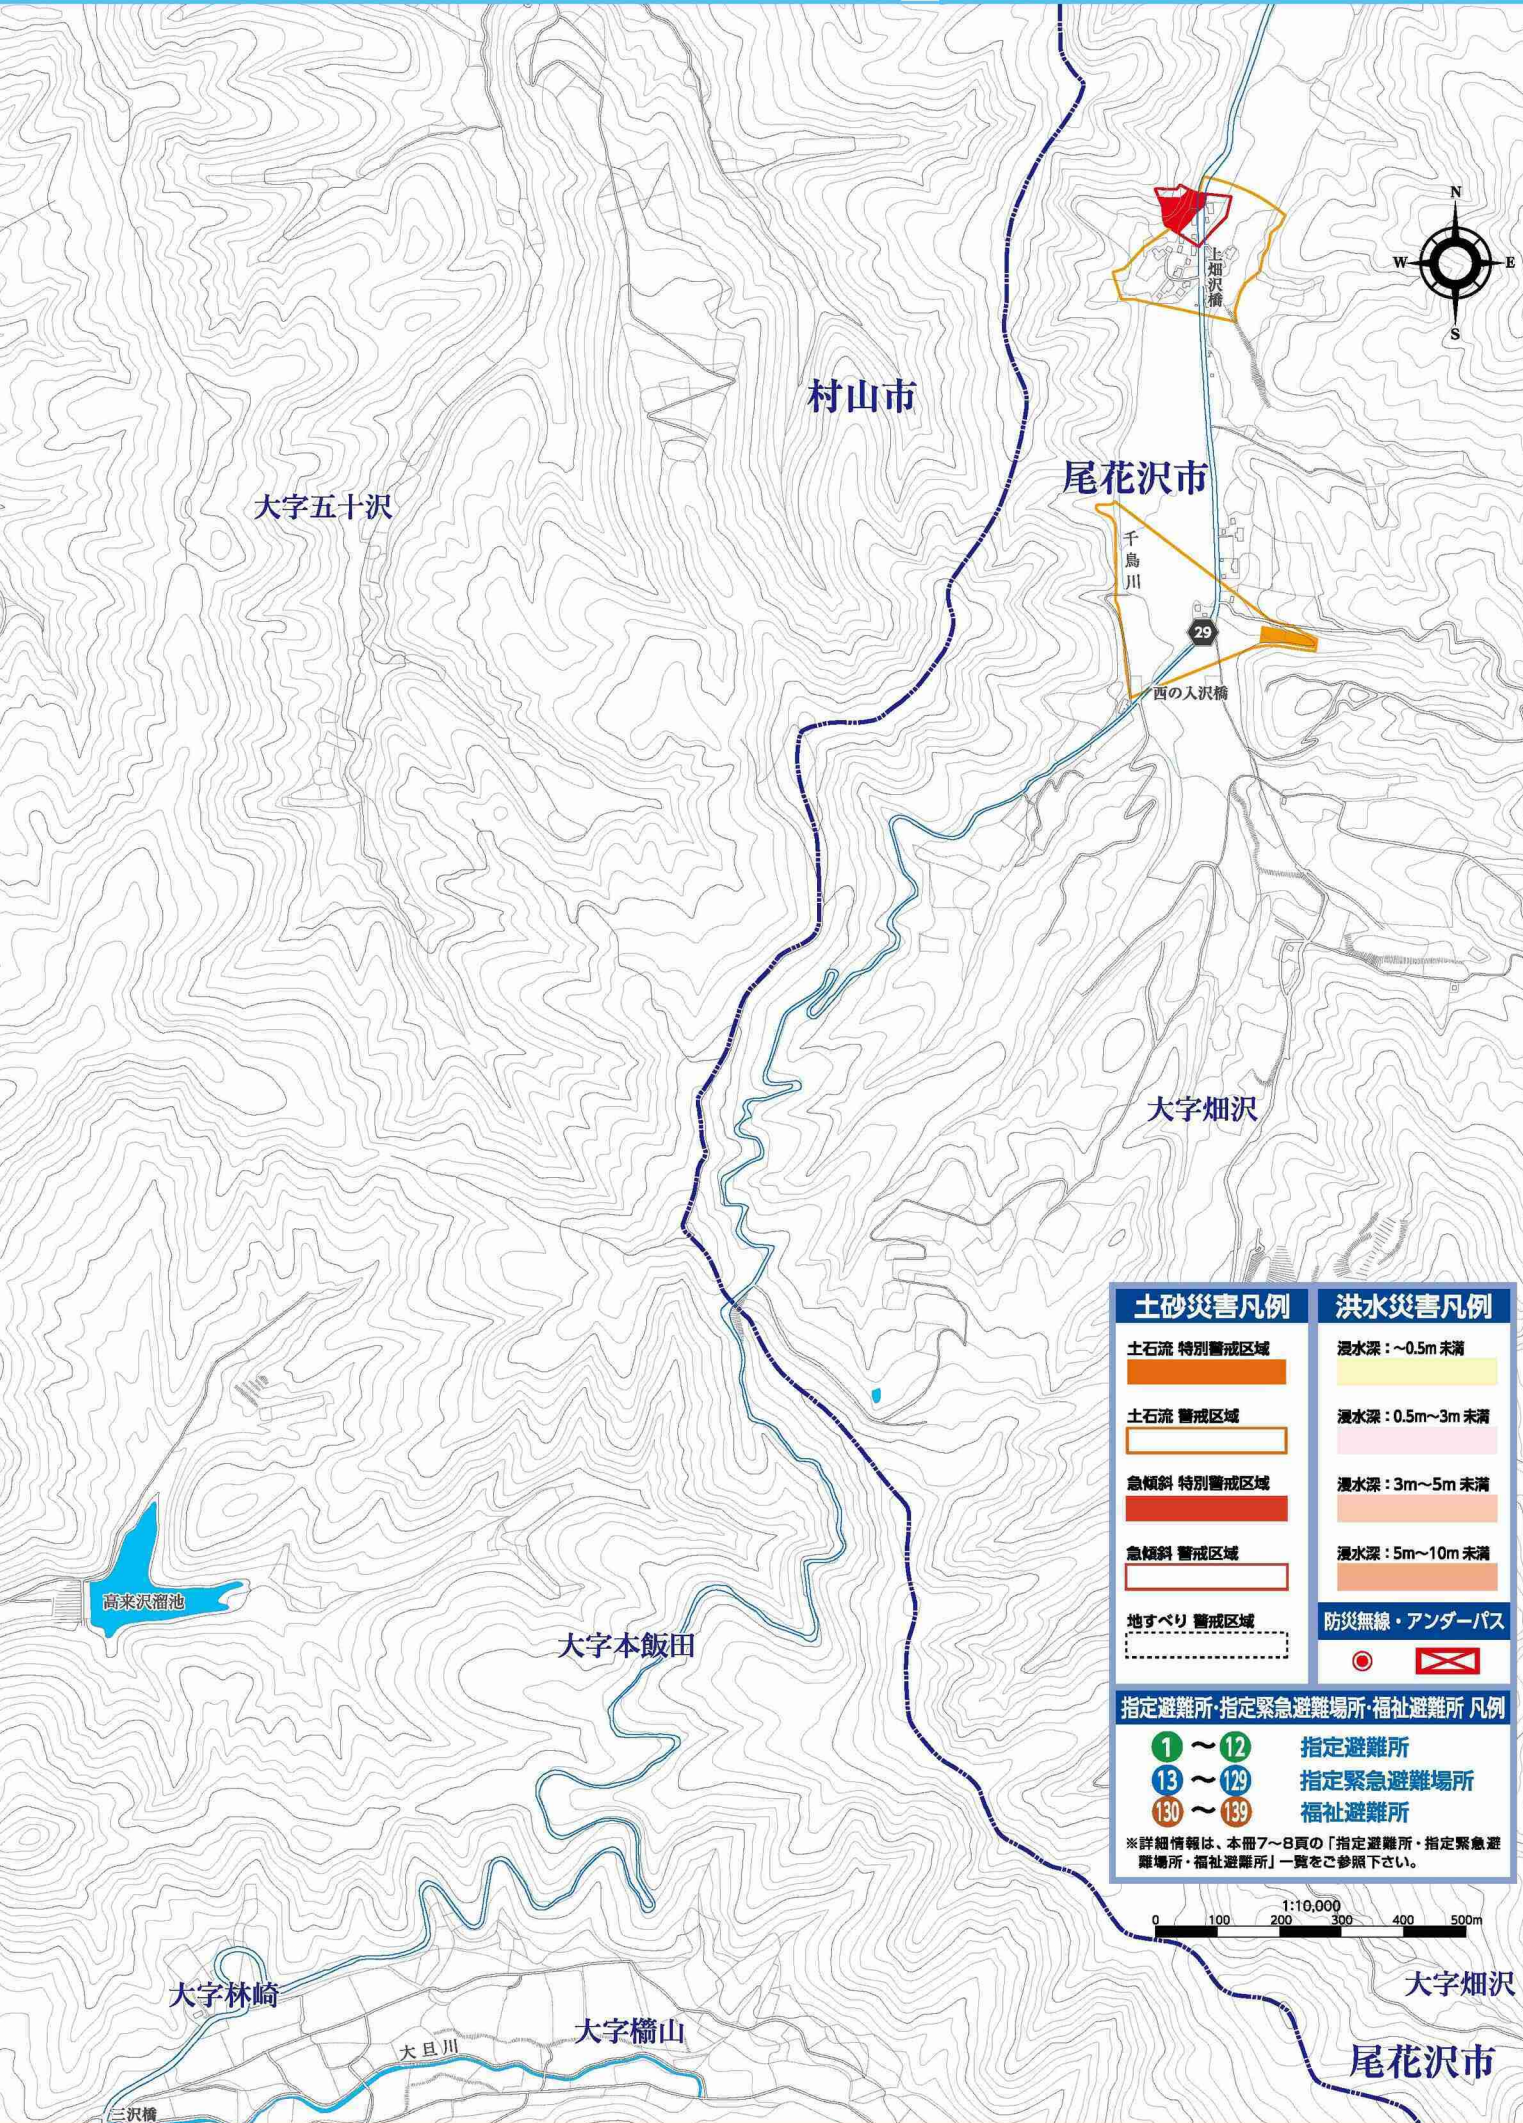 N
W
E
S
上畑沢橋
村山市
尾花沢市
大字五十沢
千鳥川
29
西の入沢橋
大字畑沢
高来沢溜池
大字本飯田
土砂災害凡例
土石流 特別警戒区域
土石流 警戒区域
急傾斜 特別警戒区域
急傾斜 警戒区域
地すべり 警戒区域
洪水災害凡例
浸水深：～0.5m 未満
浸水深：0.5m～3m 未満
浸水深：3m～5m 未満
浸水深：5m～10m 未満
防災無線・アンダーパス
指定避難所・指定緊急避難場所・福祉避難所 凡例
1 ～ 12 指定避難所
13 ～ 129 指定緊急避難場所
130 ～ 139 福祉避難所
※詳細情報は、本冊7～8頁の「指定避難所・指定緊急避
難場所・福祉避難所」一覧をご参照下さい。
1:10,000
0 100 200 300 400 500m
大字林崎
大字畑沢
大字櫤山
大旦川
尾花沢市
三沢橋